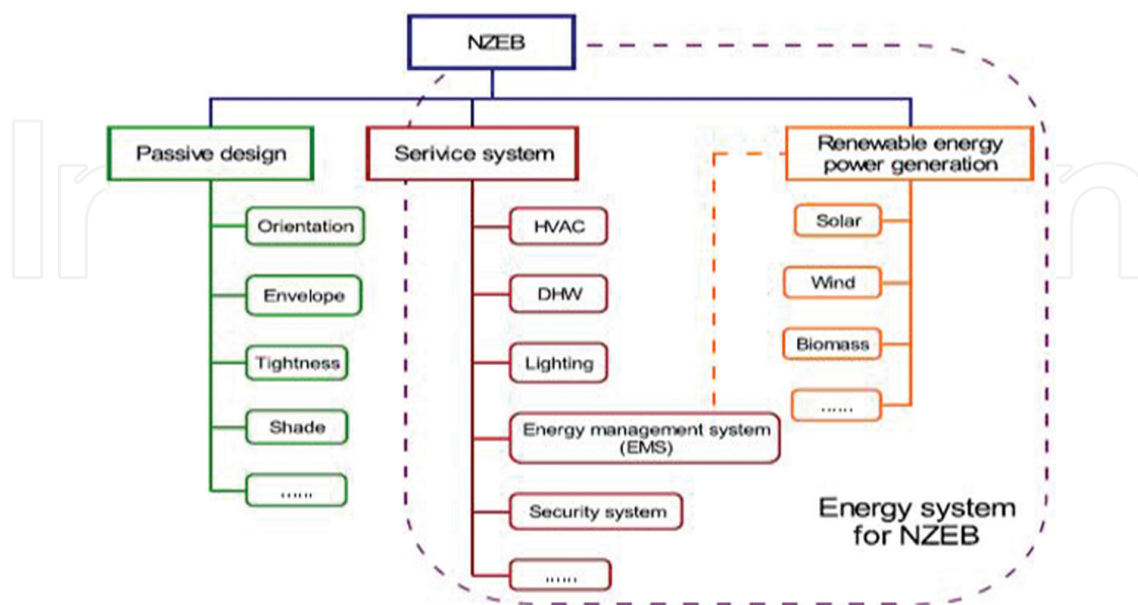 NZEB
Passive design
Serivice system
Renewable energy
power generation
Orientation
Envelope
Tightness
Shade
......
HVAC
DHW
Lighting
Energy management system
(EMS)
Security system
......
Solar
Wind
Biomass
......
Energy system
for NZEB